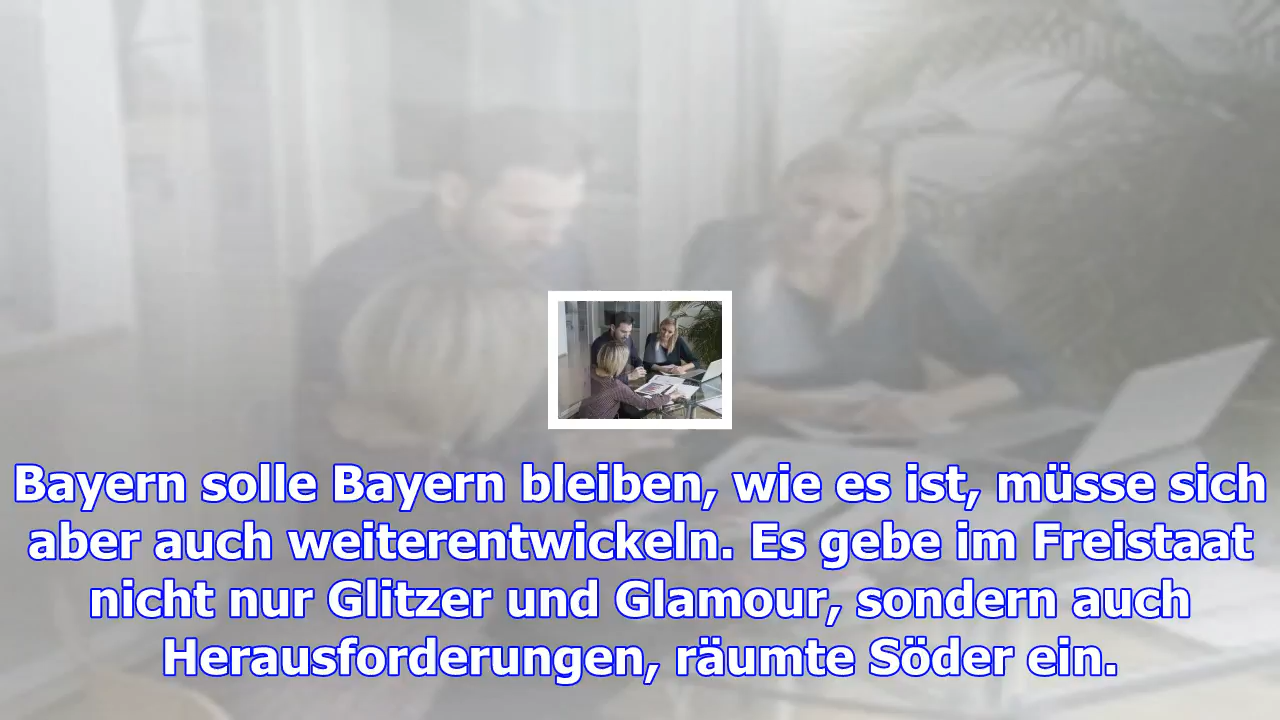 Bayern solle Bayern bleiben, wie es ist, müsse sich
aber auch weiterentwickeln. Es gebe im Freistaat
nicht nur Glitzer und Glamour, sondern auch
Herausforderungen, räumte Söder ein.